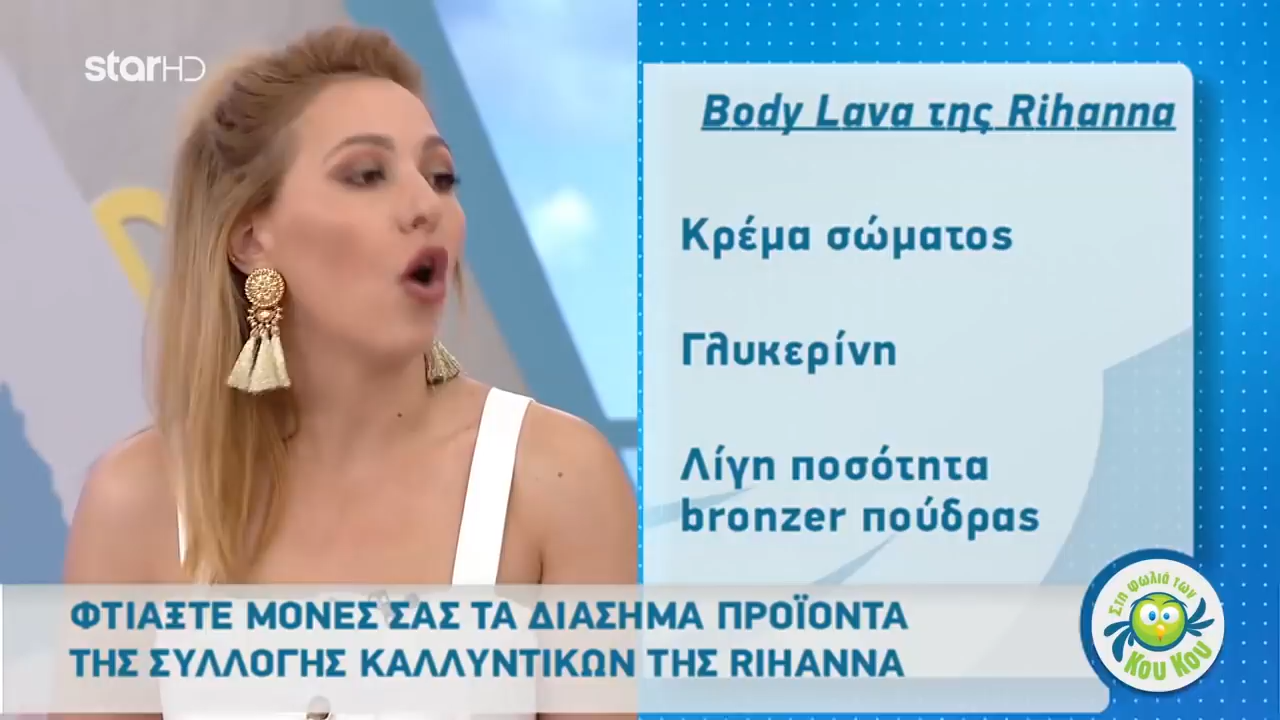 starHD
Body Lava της Rihanna
Κρέμα σώματος
Γλυκερίνη
Λίγη ποσότητα
bronzer πούδρας
ΦΤΙΑΞΤΕ ΜΟΝΕΣ ΣΑΣ ΤΑ ΔΙΑΣΗΜΑ ΠΡΟΪΟΝΤΑ
ΤΗΣ ΣΥΛΛΟΓΗΣ ΚΑΛΛΥΝΤΙΚΩΝ ΤΗΣ RIHANNA
Στη φωλιά των
Κου Κου